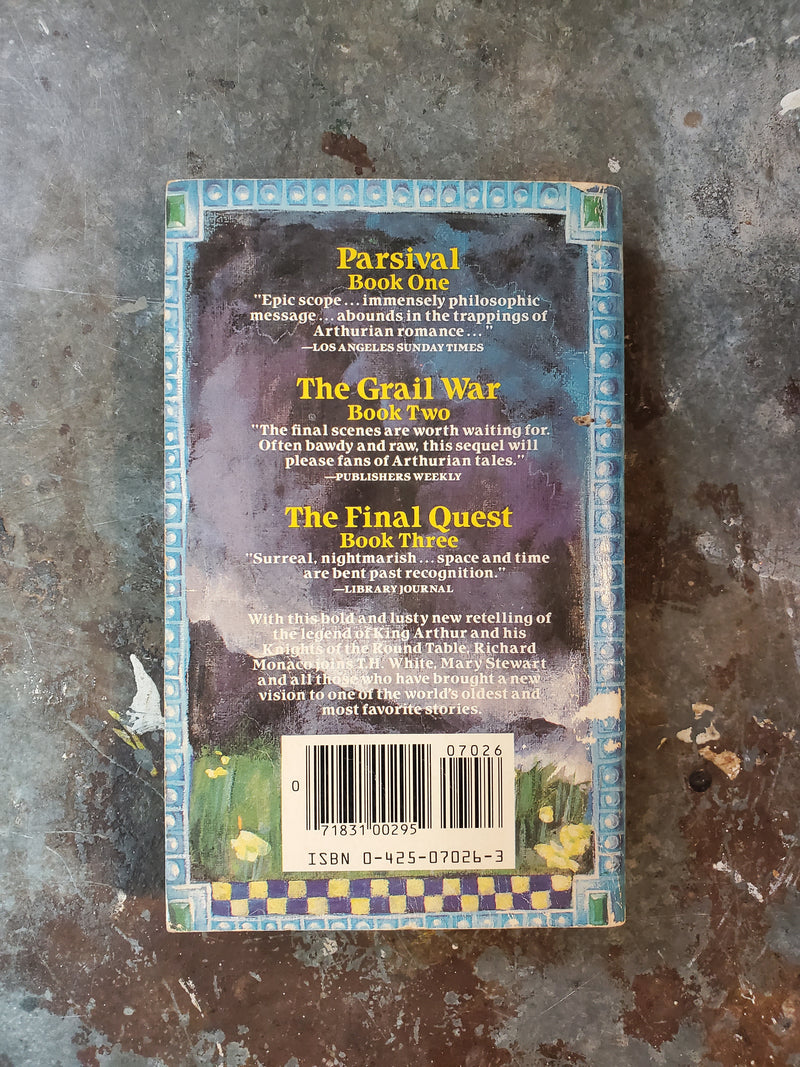 Parsival
Book One
"Epic scope...immensely philosophic
message...abounds in the trappings of
Arthurian romance..."
—LOS ANGELES SUNDAY TIMES
The Grail War
Book Two
"The final scenes are worth waiting for.
Often bawdy and raw, this sequel will
please fans of Arthurian tales."
—PUBLISHERS WEEKLY
The Final Quest
Book Three
"Surreal, nightmarish...space and time
are bent past recognition."
—LIBRARY JOURNAL
With this bold and lusty new retelling of
the legend of King Arthur and his
Knights of the Round Table, Richard
Monaco joins T.H. White, Mary Stewart
and all those who have brought a new
vision to one of the world's oldest and
most favorite stories.
07026
0
71831 00295
ISBN 0-425-07026-3